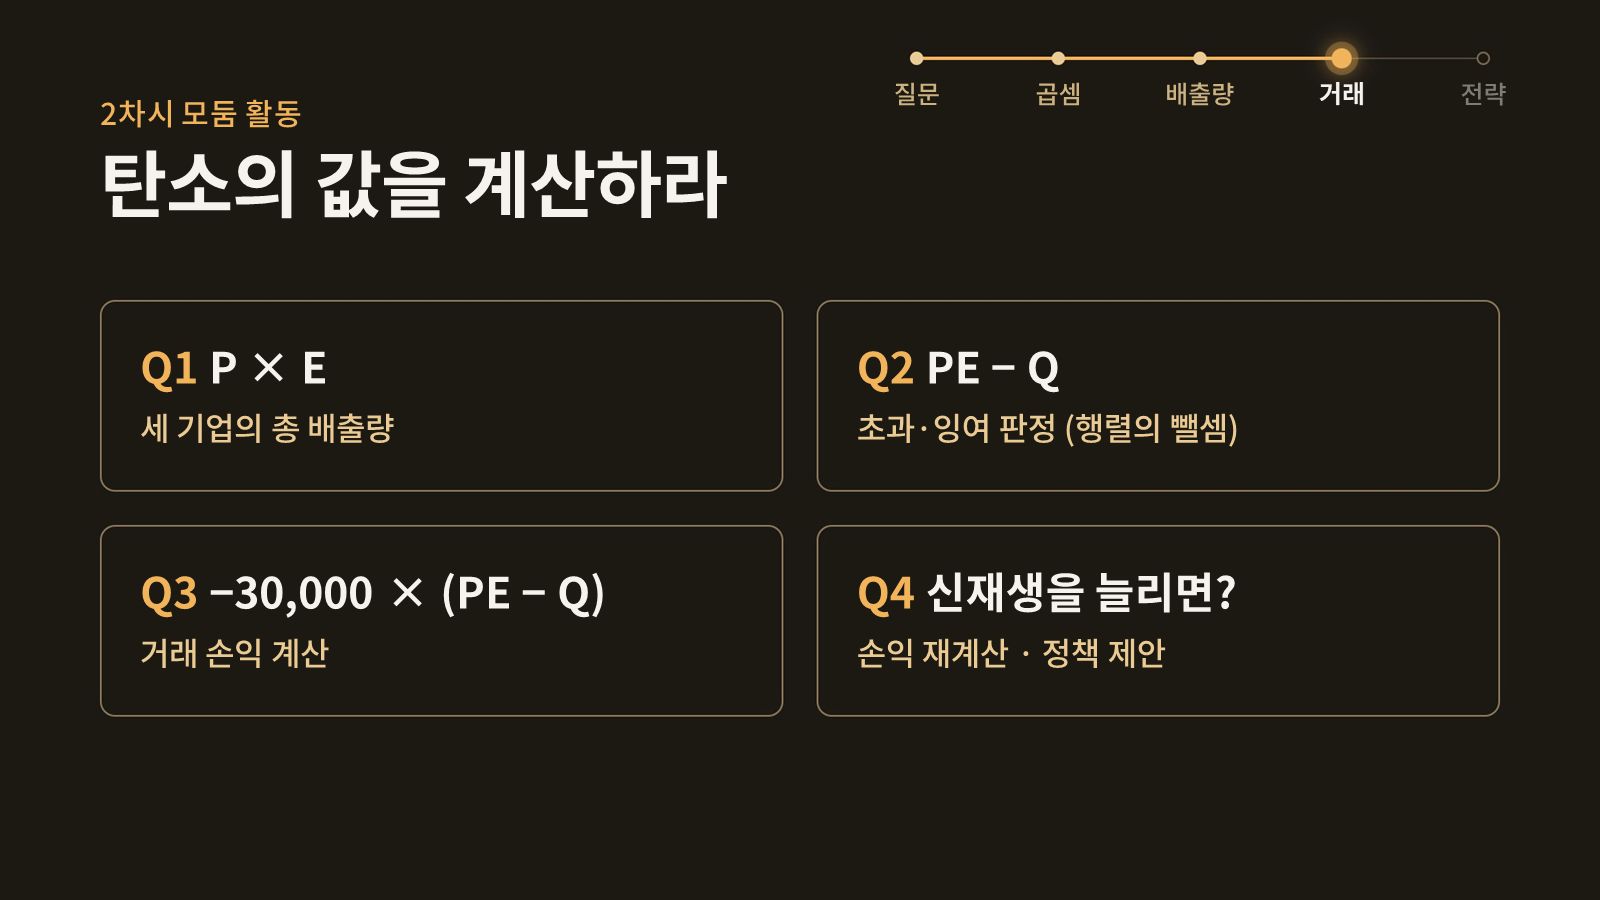 질문
곱셈
배출량
거래
전략
2차시 모둠 활동
탄소의 값을 계산하라
Q1 P × E
세 기업의 총 배출량
Q2 PE − Q
초과·잉여 판정 (행렬의 뺄셈)
Q3 −30,000 × (PE − Q)
거래 손익 계산
Q4 신재생을 늘리면?
손익 재계산 · 정책 제안